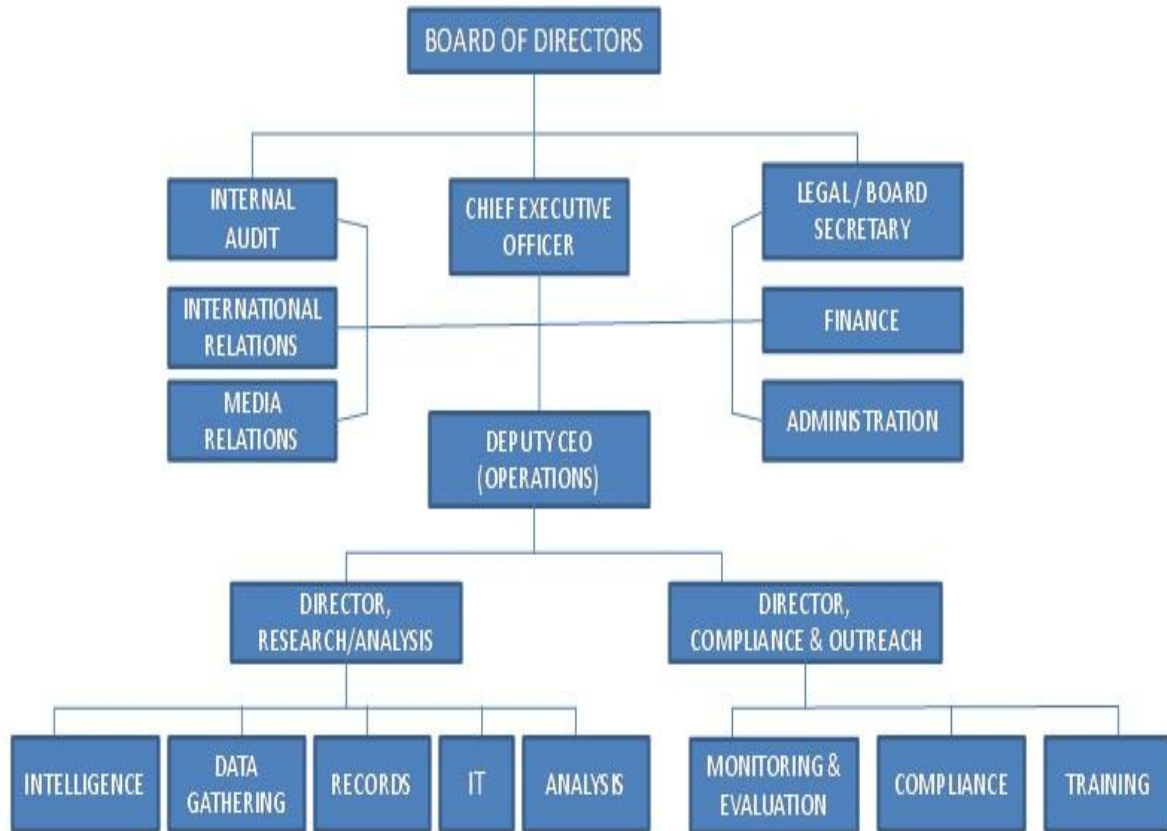 BOARD OF DIRECTORS
INTERNAL
AUDIT
CHIEF EXECUTIVE
OFFICER
LEGAL / BOARD
SECRETARY
INTERNATIONAL
RELATIONS
FINANCE
MEDIA
RELATIONS
ADMINISTRATION
DEPUTY CEO
(OPERATIONS)
DIRECTOR,
RESEARCH/ANALYSIS
DIRECTOR,
COMPLIANCE & OUTREACH
INTELLIGENCE
DATA
GATHERING
RECORDS
IT
ANALYSIS
MONITORING &
EVALUATION
COMPLIANCE
TRAINING